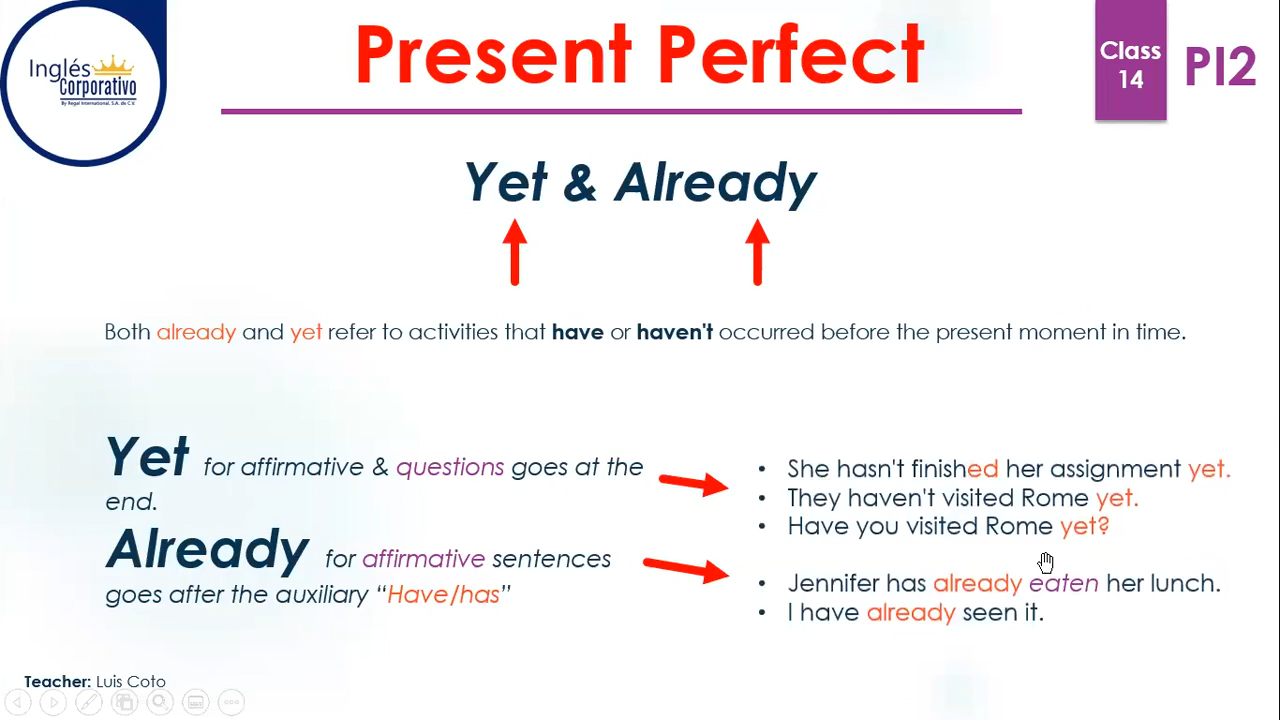 Inglés
Corporativo
By Regal International, S.A. de C.V.
Present Perfect
Class
14
PI2
Yet & Already
Both already and yet refer to activities that have or haven't occurred before the present moment in time.
Yet for affirmative & questions goes at the
end.
Already for affirmative sentences
goes after the auxiliary “Have/has”
• She hasn't finished her assignment yet.
• They haven't visited Rome yet.
• Have you visited Rome yet?
• Jennifer has already eaten her lunch.
• I have already seen it.
Teacher: Luis Coto